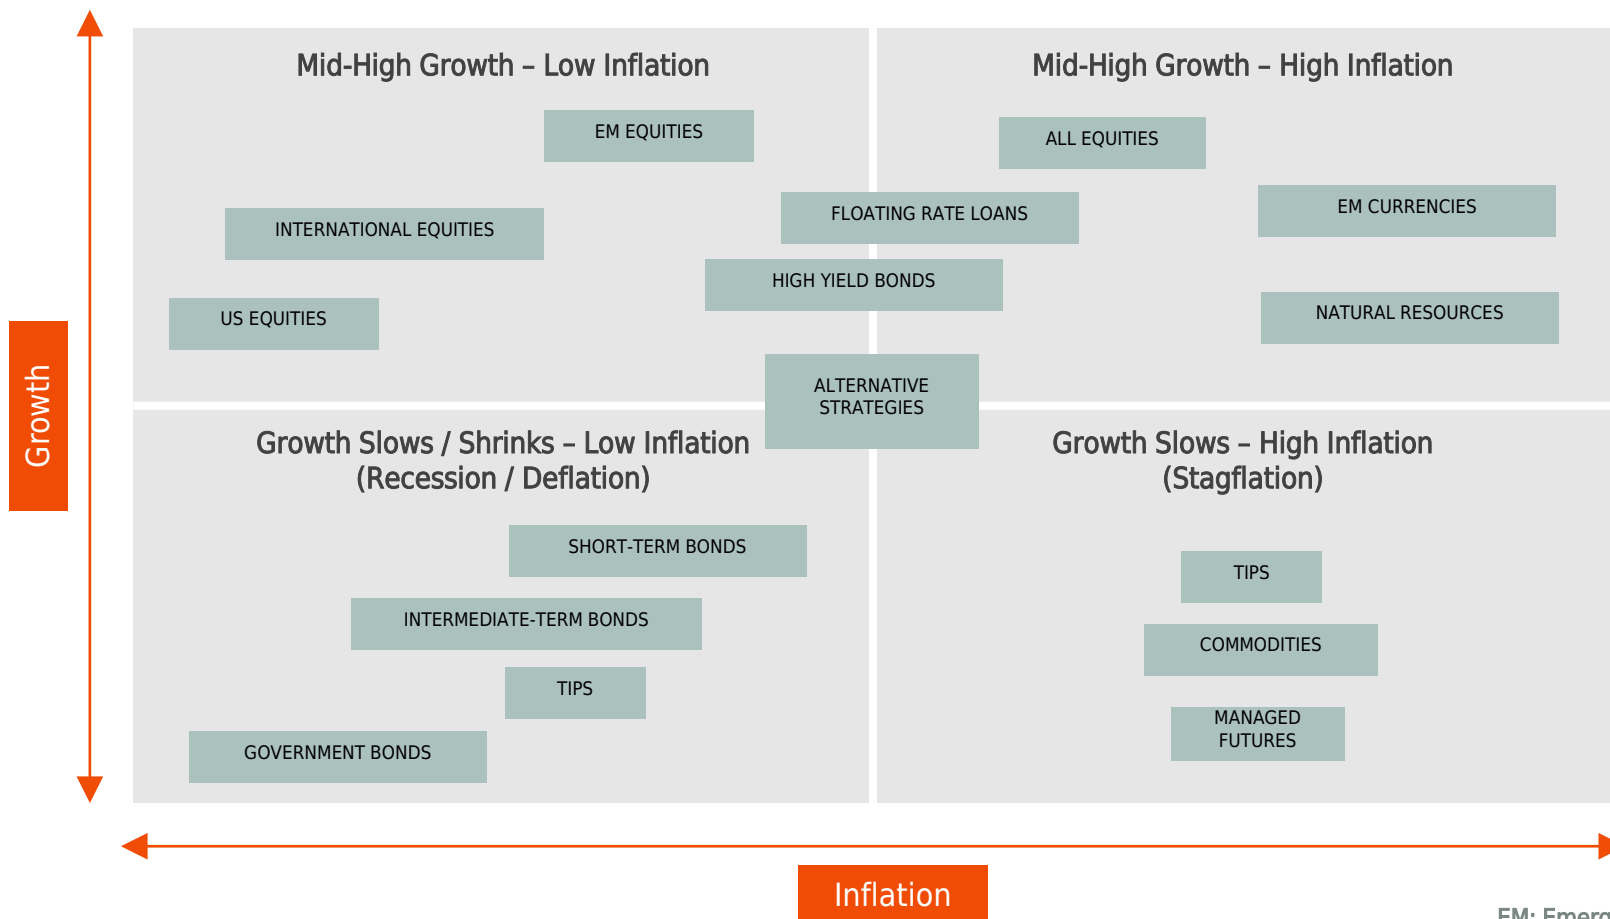 Mid-High Growth – Low Inflation
Mid-High Growth – High Inflation
EM EQUITIES
ALL EQUITIES
INTERNATIONAL EQUITIES
FLOATING RATE LOANS
EM CURRENCIES
HIGH YIELD BONDS
US EQUITIES
NATURAL RESOURCES
ALTERNATIVE
STRATEGIES
Growth
Growth Slows / Shrinks – Low Inflation
(Recession / Deflation)
Growth Slows – High Inflation
(Stagflation)
SHORT-TERM BONDS
INTERMEDIATE-TERM BONDS
TIPS
GOVERNMENT BONDS
TIPS
COMMODITIES
MANAGED
FUTURES
Inflation
EM: